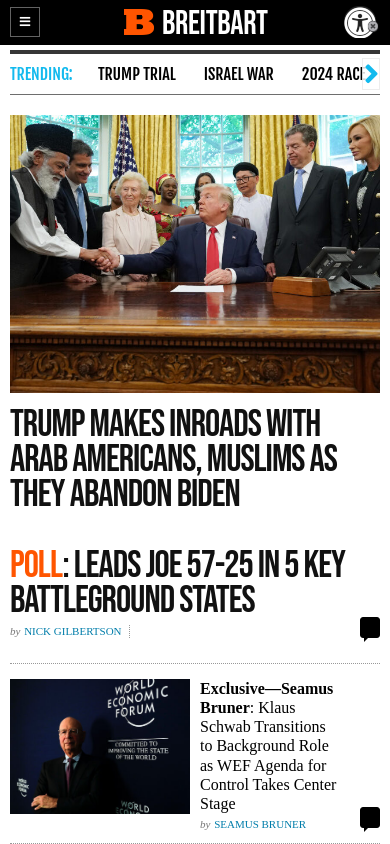 BREITBART
TRENDING:
TRUMP TRIAL
ISRAEL WAR
2024 RACE
TRUMP MAKES INROADS WITH
ARAB AMERICANS, MUSLIMS AS
THEY ABANDON BIDEN
POLL: LEADS JOE 57-25 IN 5 KEY
BATTLEGROUND STATES
by NICK GILBERTSON
WORLD
ECONOMIC
FORUM
COMMITTED TO
IMPROVING THE
STATE OF THE WORLD
Exclusive—Seamus
Bruner: Klaus
Schwab Transitions
to Background Role
as WEF Agenda for
Control Takes Center
Stage
by SEAMUS BRUNER